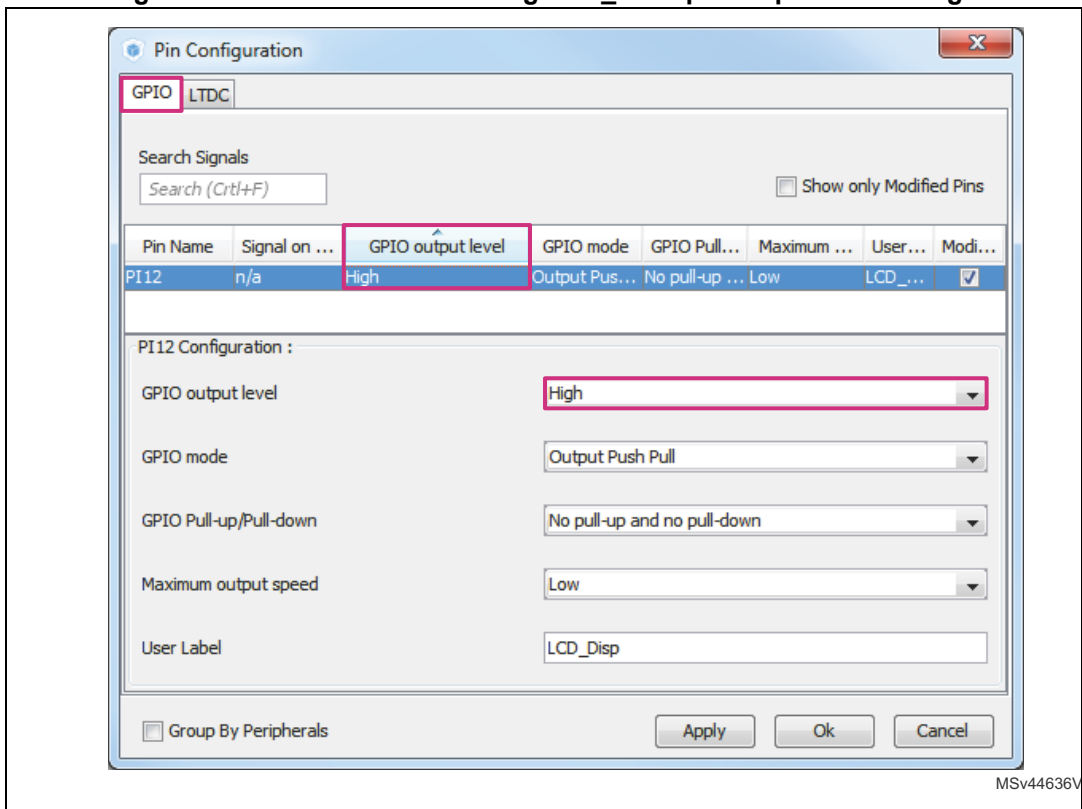 Pin Configuration
GPIO LTDC
Search Signals
Search (Crtl+F)
Show only Modified Pins
Pin Name Signal on ... GPIO output level GPIO mode GPIO Pull... Maximum ... User... Modi...
PI12 n/a High Output Pus... No pull-up ... Low LCD_...
PI12 Configuration :
GPIO output level High
GPIO mode Output Push Pull
GPIO Pull-up/Pull-down No pull-up and no pull-down
Maximum output speed Low
User Label LCD_Disp
Group By Peripherals Apply Ok Cancel
MSv44636V